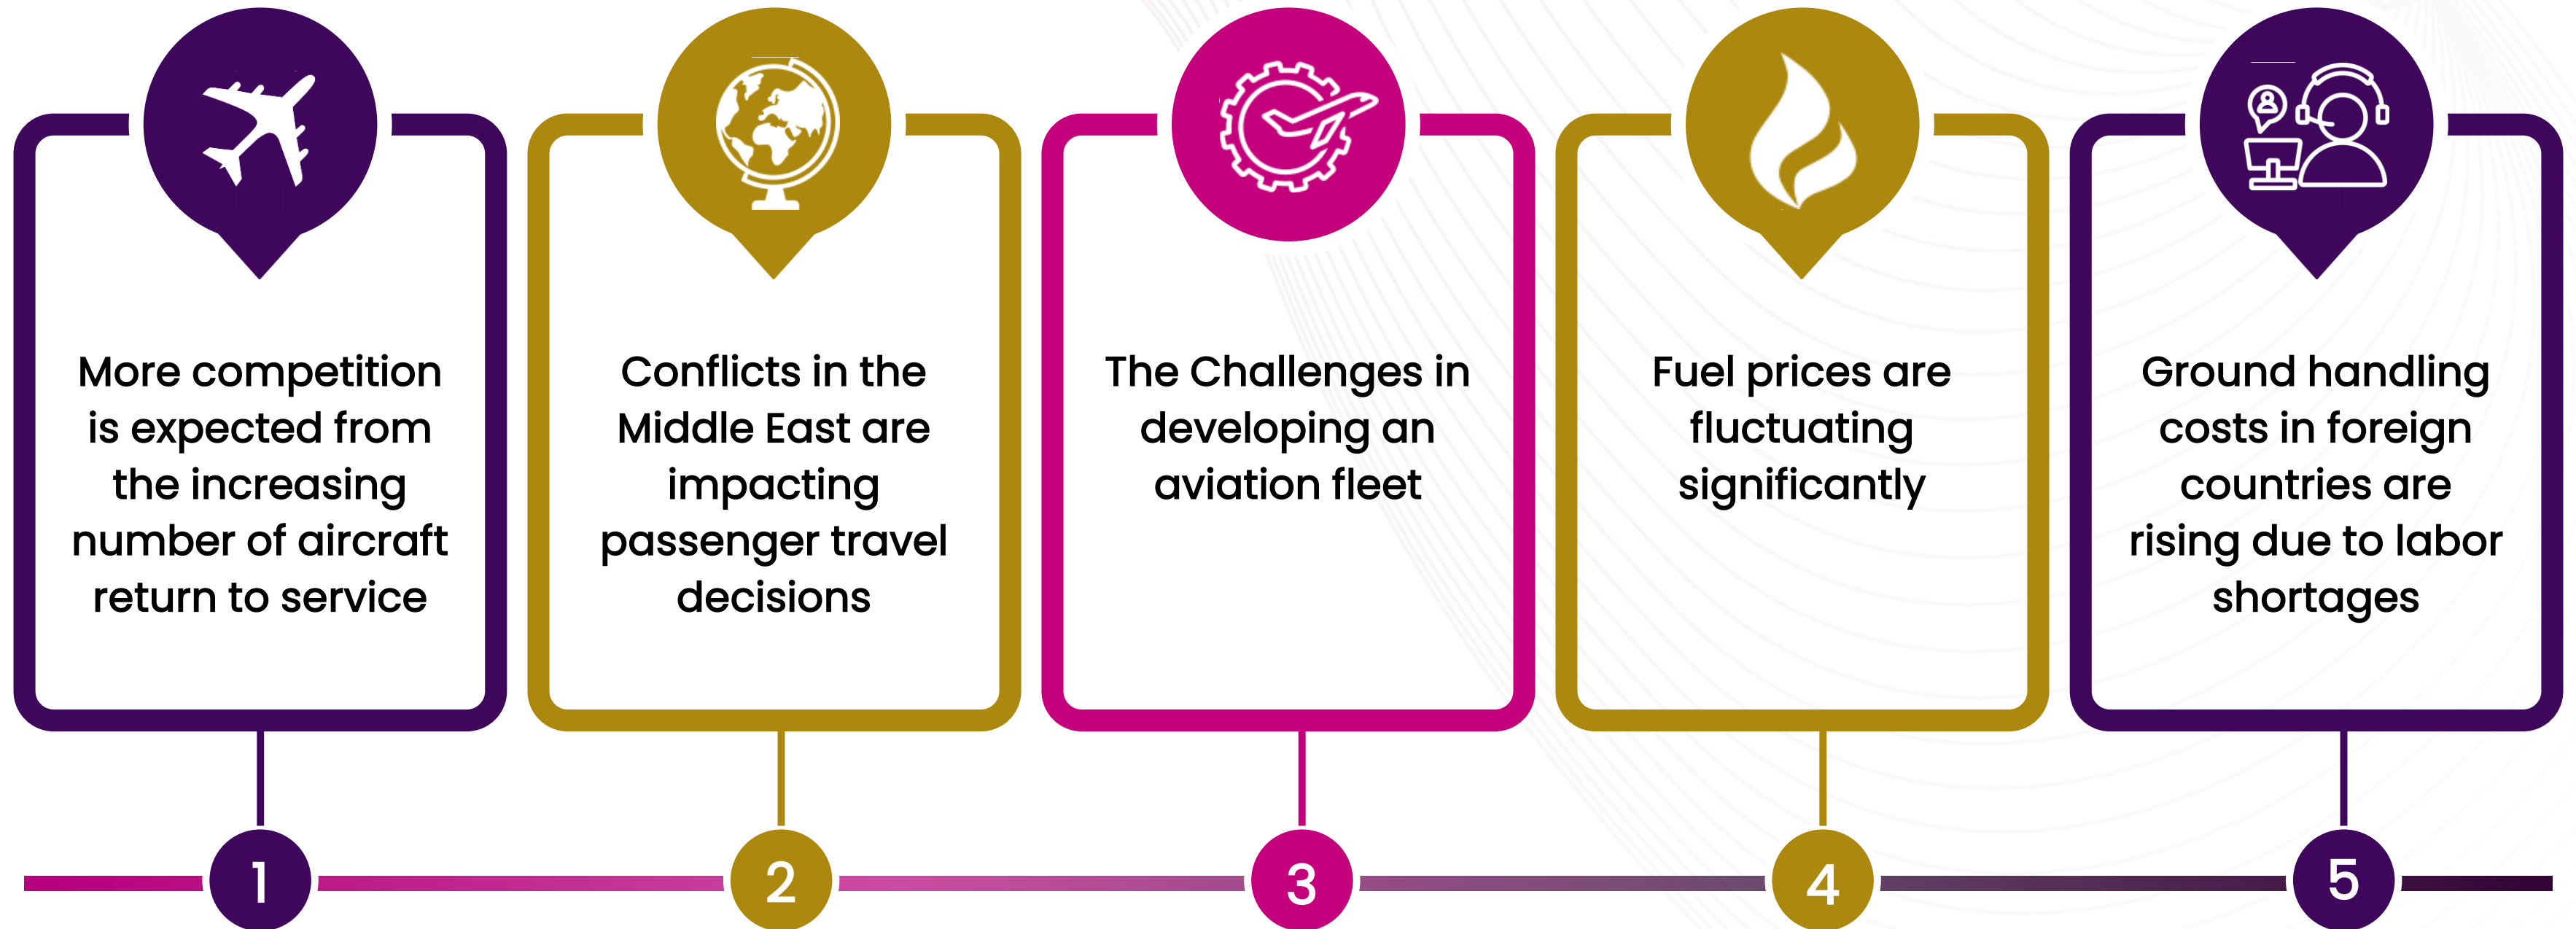 More competition
is expected from
the increasing
number of aircraft
return to service
Conflicts in the
Middle East are
impacting
passenger travel
decisions
The Challenges in
developing an
aviation fleet
Fuel prices are
fluctuating
significantly
Ground handling
costs in foreign
countries are
rising due to labor
shortages
1
2
3
4
5